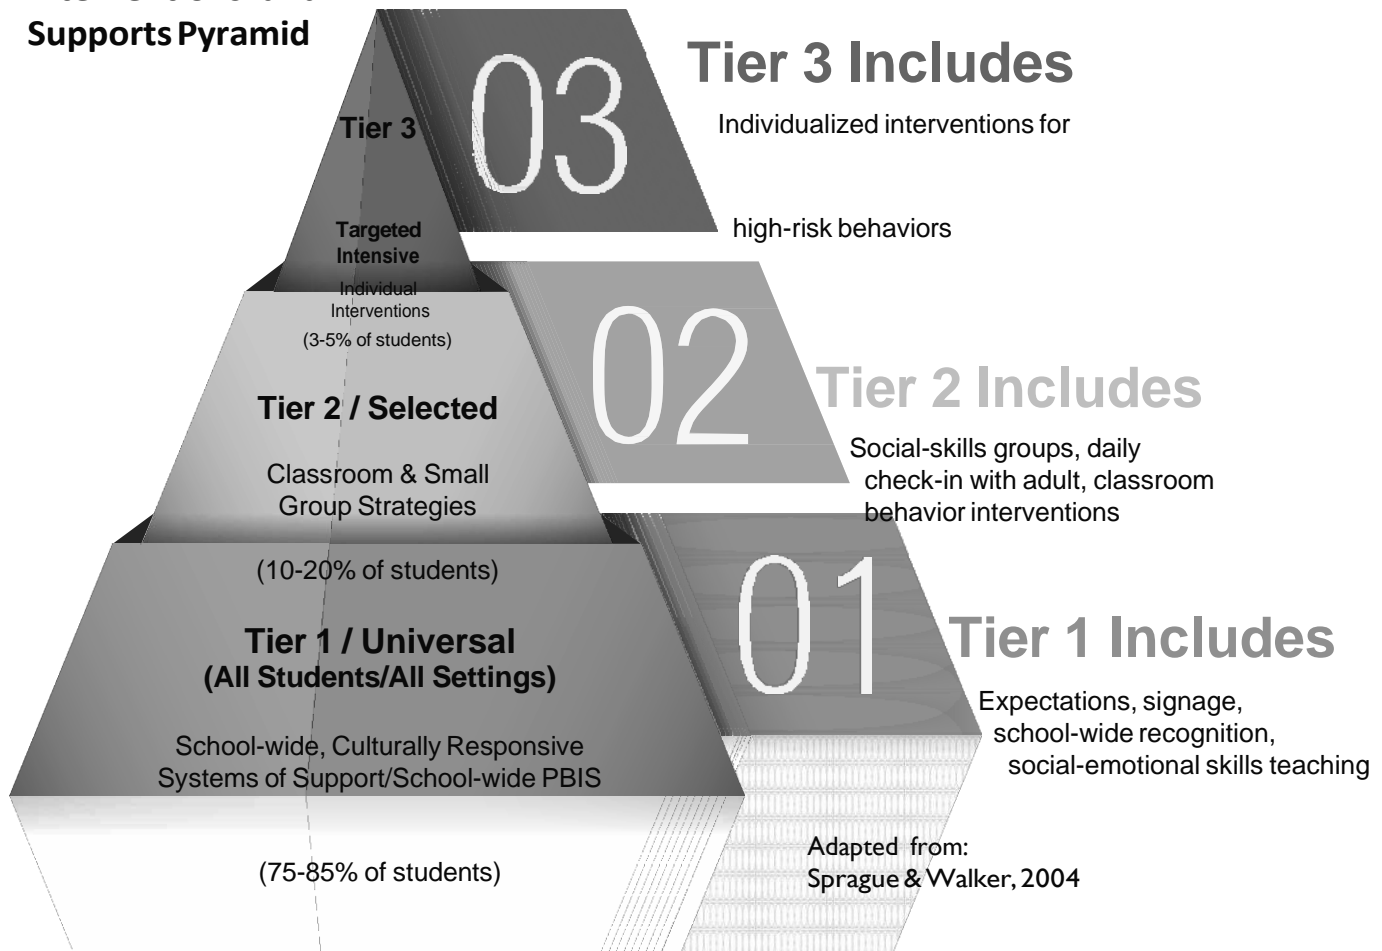 Supports Pyramid
03
Tier 3 Includes
Individualized interventions for
high-risk behaviors
Tier 3
Targeted
Intensive
Individual
Interventions
(3-5% of students)
02
Tier 2 Includes
Social-skills groups, daily
check-in with adult, classroom
behavior interventions
Tier 2 / Selected
Classroom & Small
Group Strategies
(10-20% of students)
01
Tier 1 Includes
Expectations, signage,
school-wide recognition,
social-emotional skills teaching
Tier 1 / Universal
(All Students/All Settings)
School-wide, Culturally Responsive
Systems of Support/School-wide PBIS
(75-85% of students)
Adapted from:
Sprague & Walker, 2004